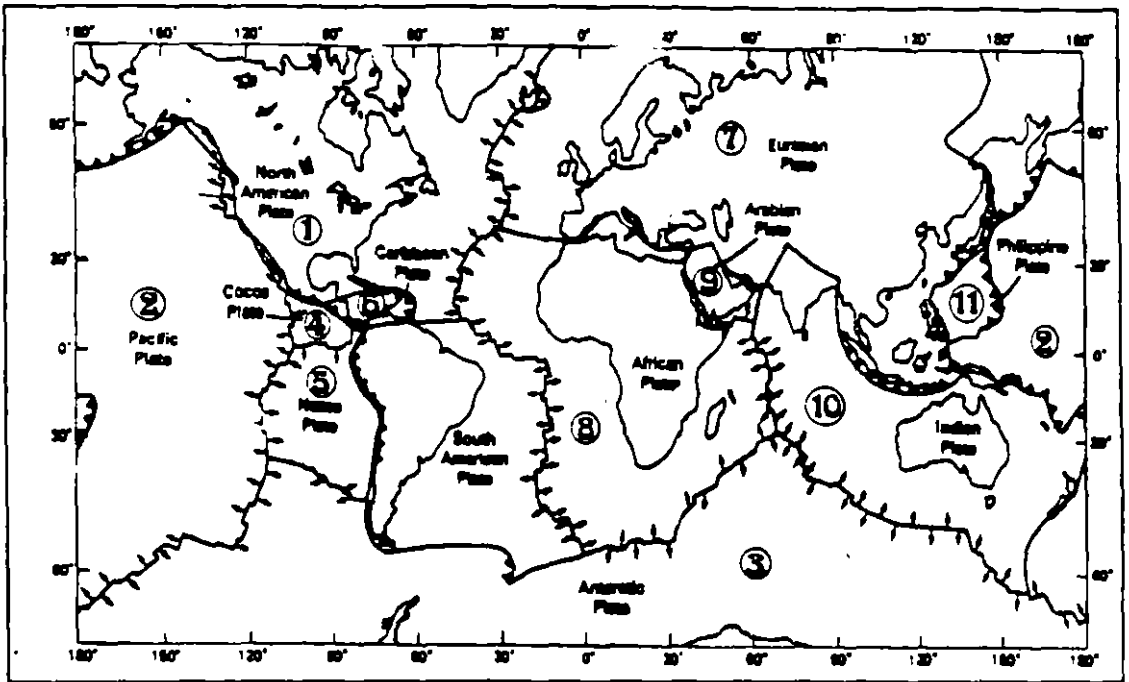 180° 150° 120° 90° 60° 30° 0° 30° 60° 90° 120° 150° 180°
60° 60°
7
Eurasian
Plate
North
American
Plate
1
Arabian
Plate
Caribbean
Plate
Philippine
Plate
Cocos
Plate
9
11
2
6
4
Pacific
Plate
0° 0°
2
African
Plate
5
Nazca
Plate
10
8
Indian
Plate
30°
South
American
Plate
60° 60°
3
Antarctic
Plate
180° 150° 120° 90° 60° 30° 0° 30° 60° 90° 120° 150° 180°